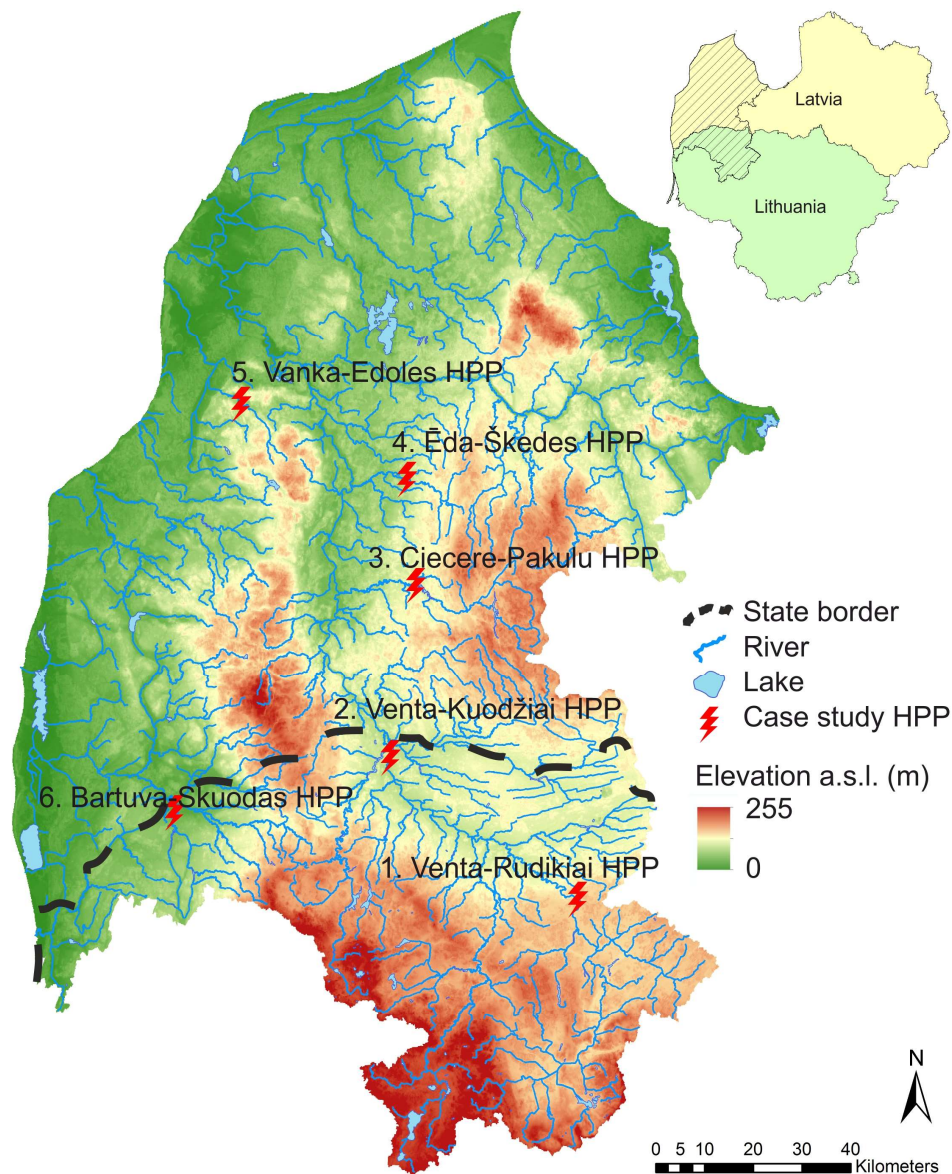 Latvia
Lithuania
5. Vanka-Edoles HPP
4. Ēda-Šķedes HPP
3. Ciecere-Pakulu HPP
2. Venta-Kuodžiai HPP
6. Bartuva-Skuodas HPP
1. Venta-Rudikiai HPP
State border
River
Lake
Case study HPP
Elevation a.s.l. (m)
255
0
N
0 5 10 20 30 40
Kilometers